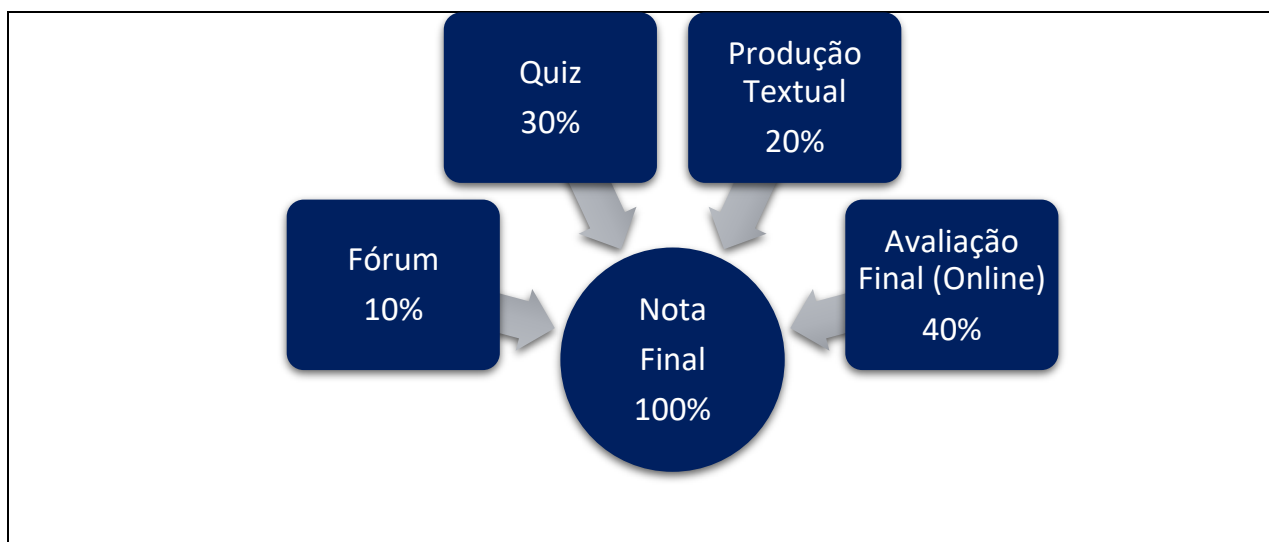 Fórum
10%
Quiz
30%
Produção
Textual
20%
Avaliação
Final (Online)
40%
Nota
Final
100%